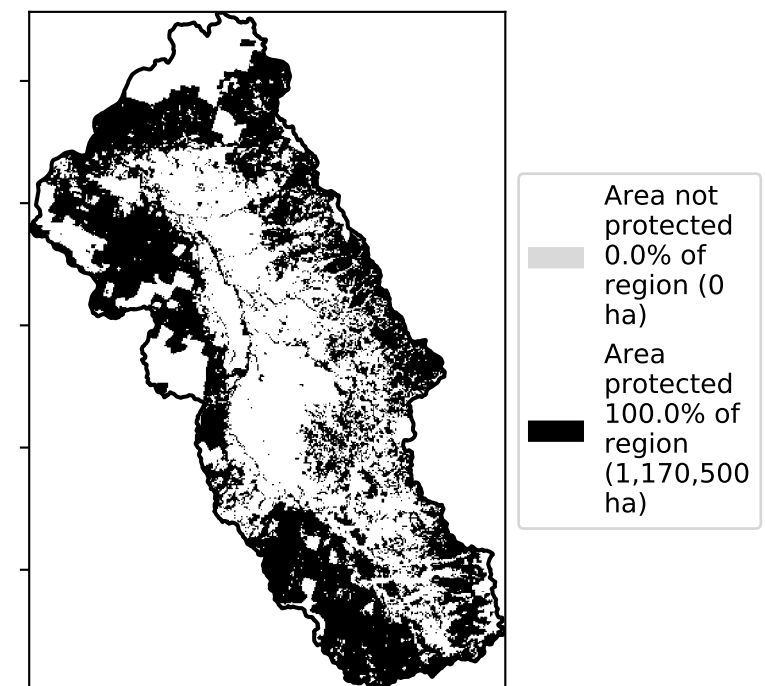 Area not
protected
0.0% of
region (0
ha)
Area
protected
100.0% of
region
(1,170,500
ha)